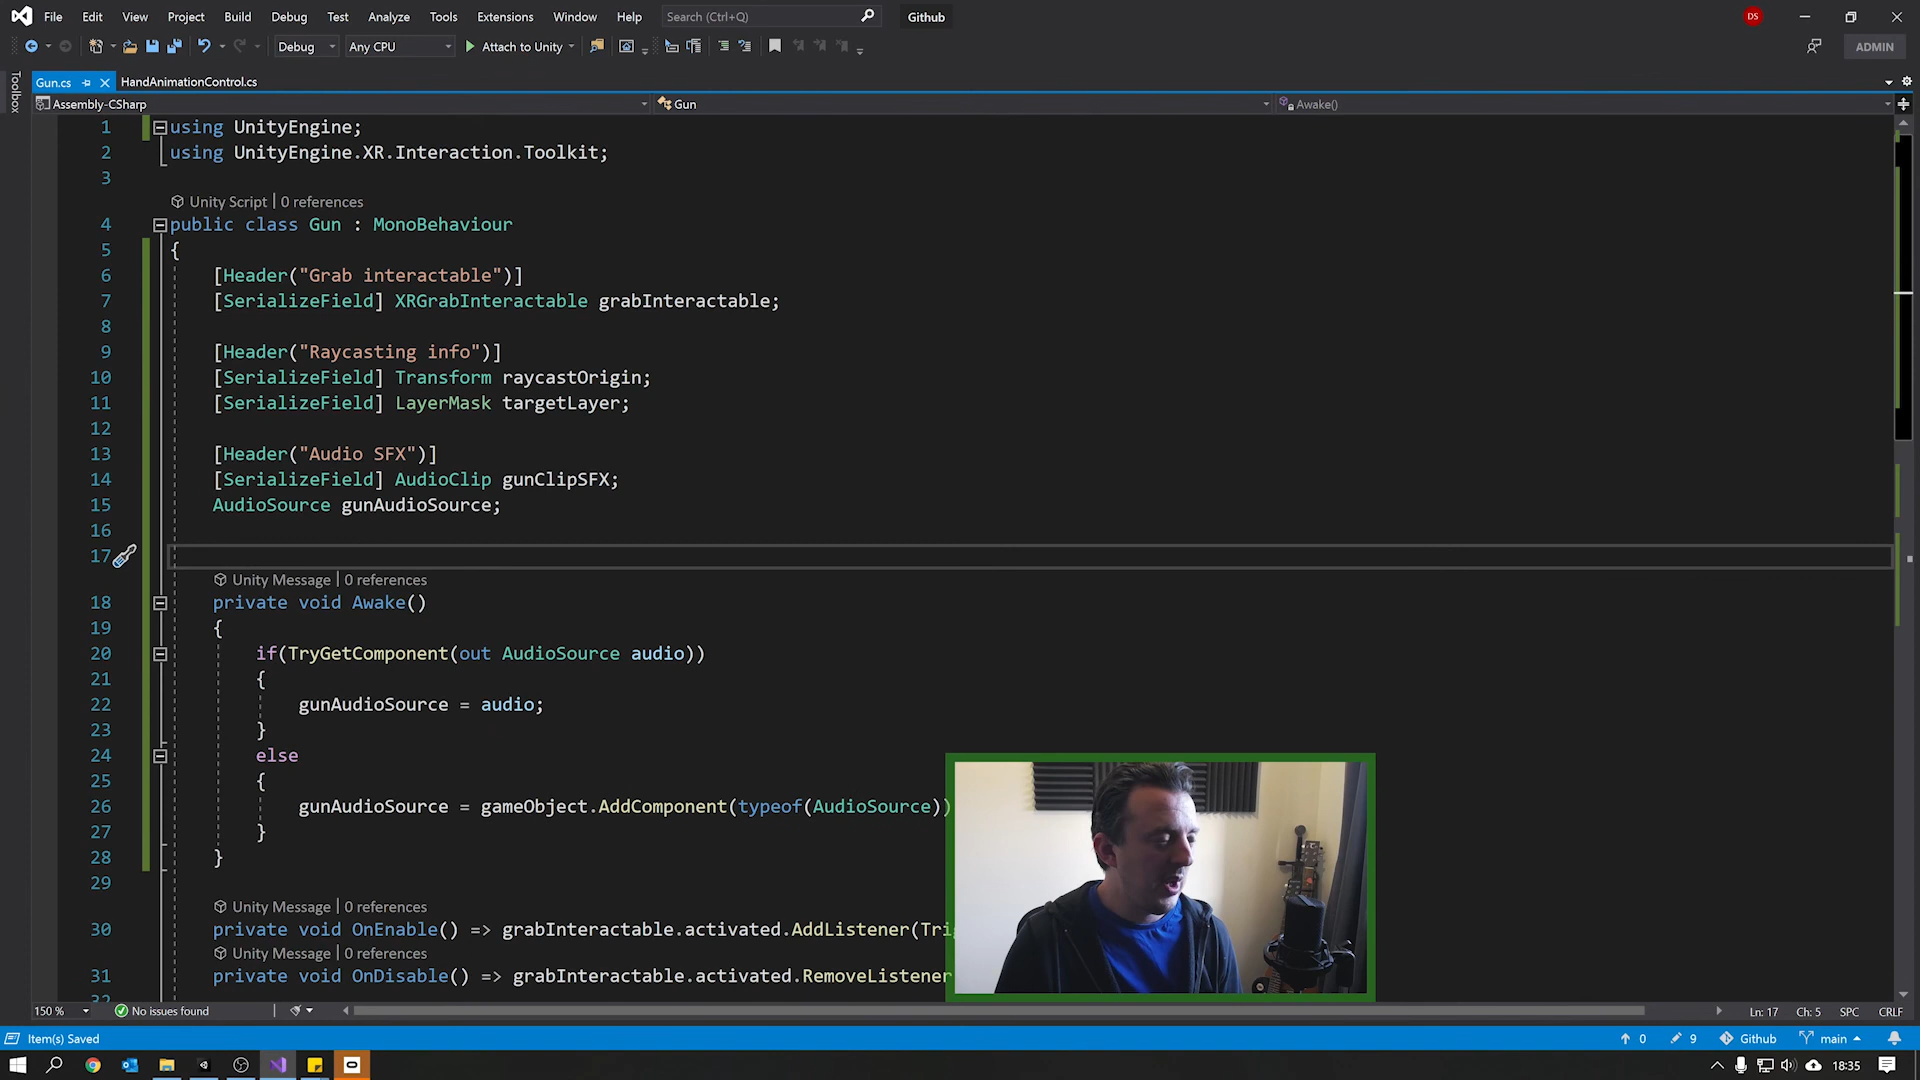 File Edit View Project Build Debug Test Analyze Tools Extensions Window Help Search (Ctrl+Q) Github DS
Debug Any CPU Attach to Unity ADMIN
Toolbox
Gun.cs HandAnimationControl.cs
Assembly-CSharp Gun Awake()
1 using UnityEngine;
2 using UnityEngine.XR.Interaction.Toolkit;
3
Unity Script | 0 references
4 public class Gun : MonoBehaviour
5 {
6 [Header("Grab interactable")]
7 [SerializeField] XRGrabInteractable grabInteractable;
8
9 [Header("Raycasting info")]
10 [SerializeField] Transform raycastOrigin;
11 [SerializeField] LayerMask targetLayer;
12
13 [Header("Audio SFX")]
14 [SerializeField] AudioClip gunClipSFX;
15 AudioSource gunAudioSource;
16
17
Unity Message | 0 references
18 private void Awake()
19 {
20 if(TryGetComponent(out AudioSource audio))
21 {
22 gunAudioSource = audio;
23 }
24 else
25 {
26 gunAudioSource = gameObject.AddComponent(typeof(AudioSource))
27 }
28 }
29
Unity Message | 0 references
30 private void OnEnable() => grabInteractable.activated.AddListener(Tri
Unity Message | 0 references
31 private void OnDisable() => grabInteractable.activated.RemoveListener
32
150 % No issues found Ln: 17 Ch: 5 SPC CRLF
Item(s) Saved 0 9 Github main
18:35